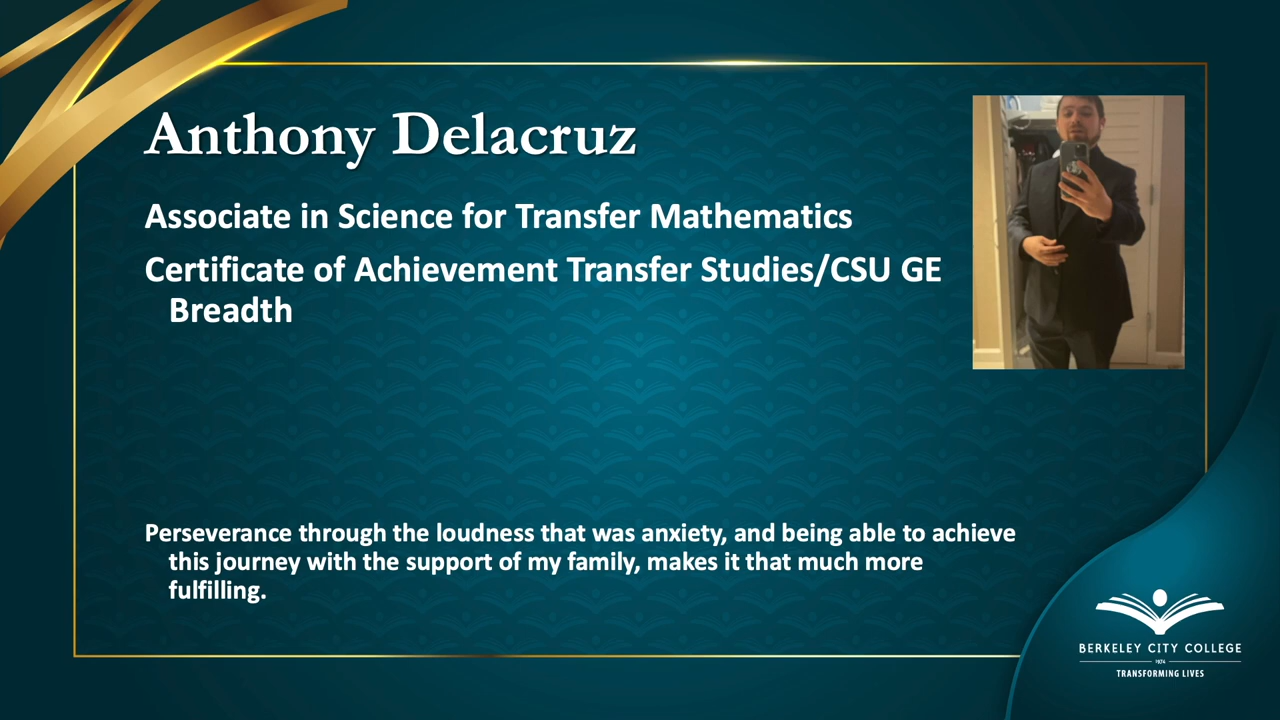 Anthony Delacruz
Associate in Science for Transfer Mathematics
Certificate of Achievement Transfer Studies/CSU GE
Breadth
Perseverance through the loudness that was anxiety, and being able to achieve
this journey with the support of my family, makes it that much more
fulfilling.
BERKELEY CITY COLLEGE
1974
TRANSFORMING LIVES